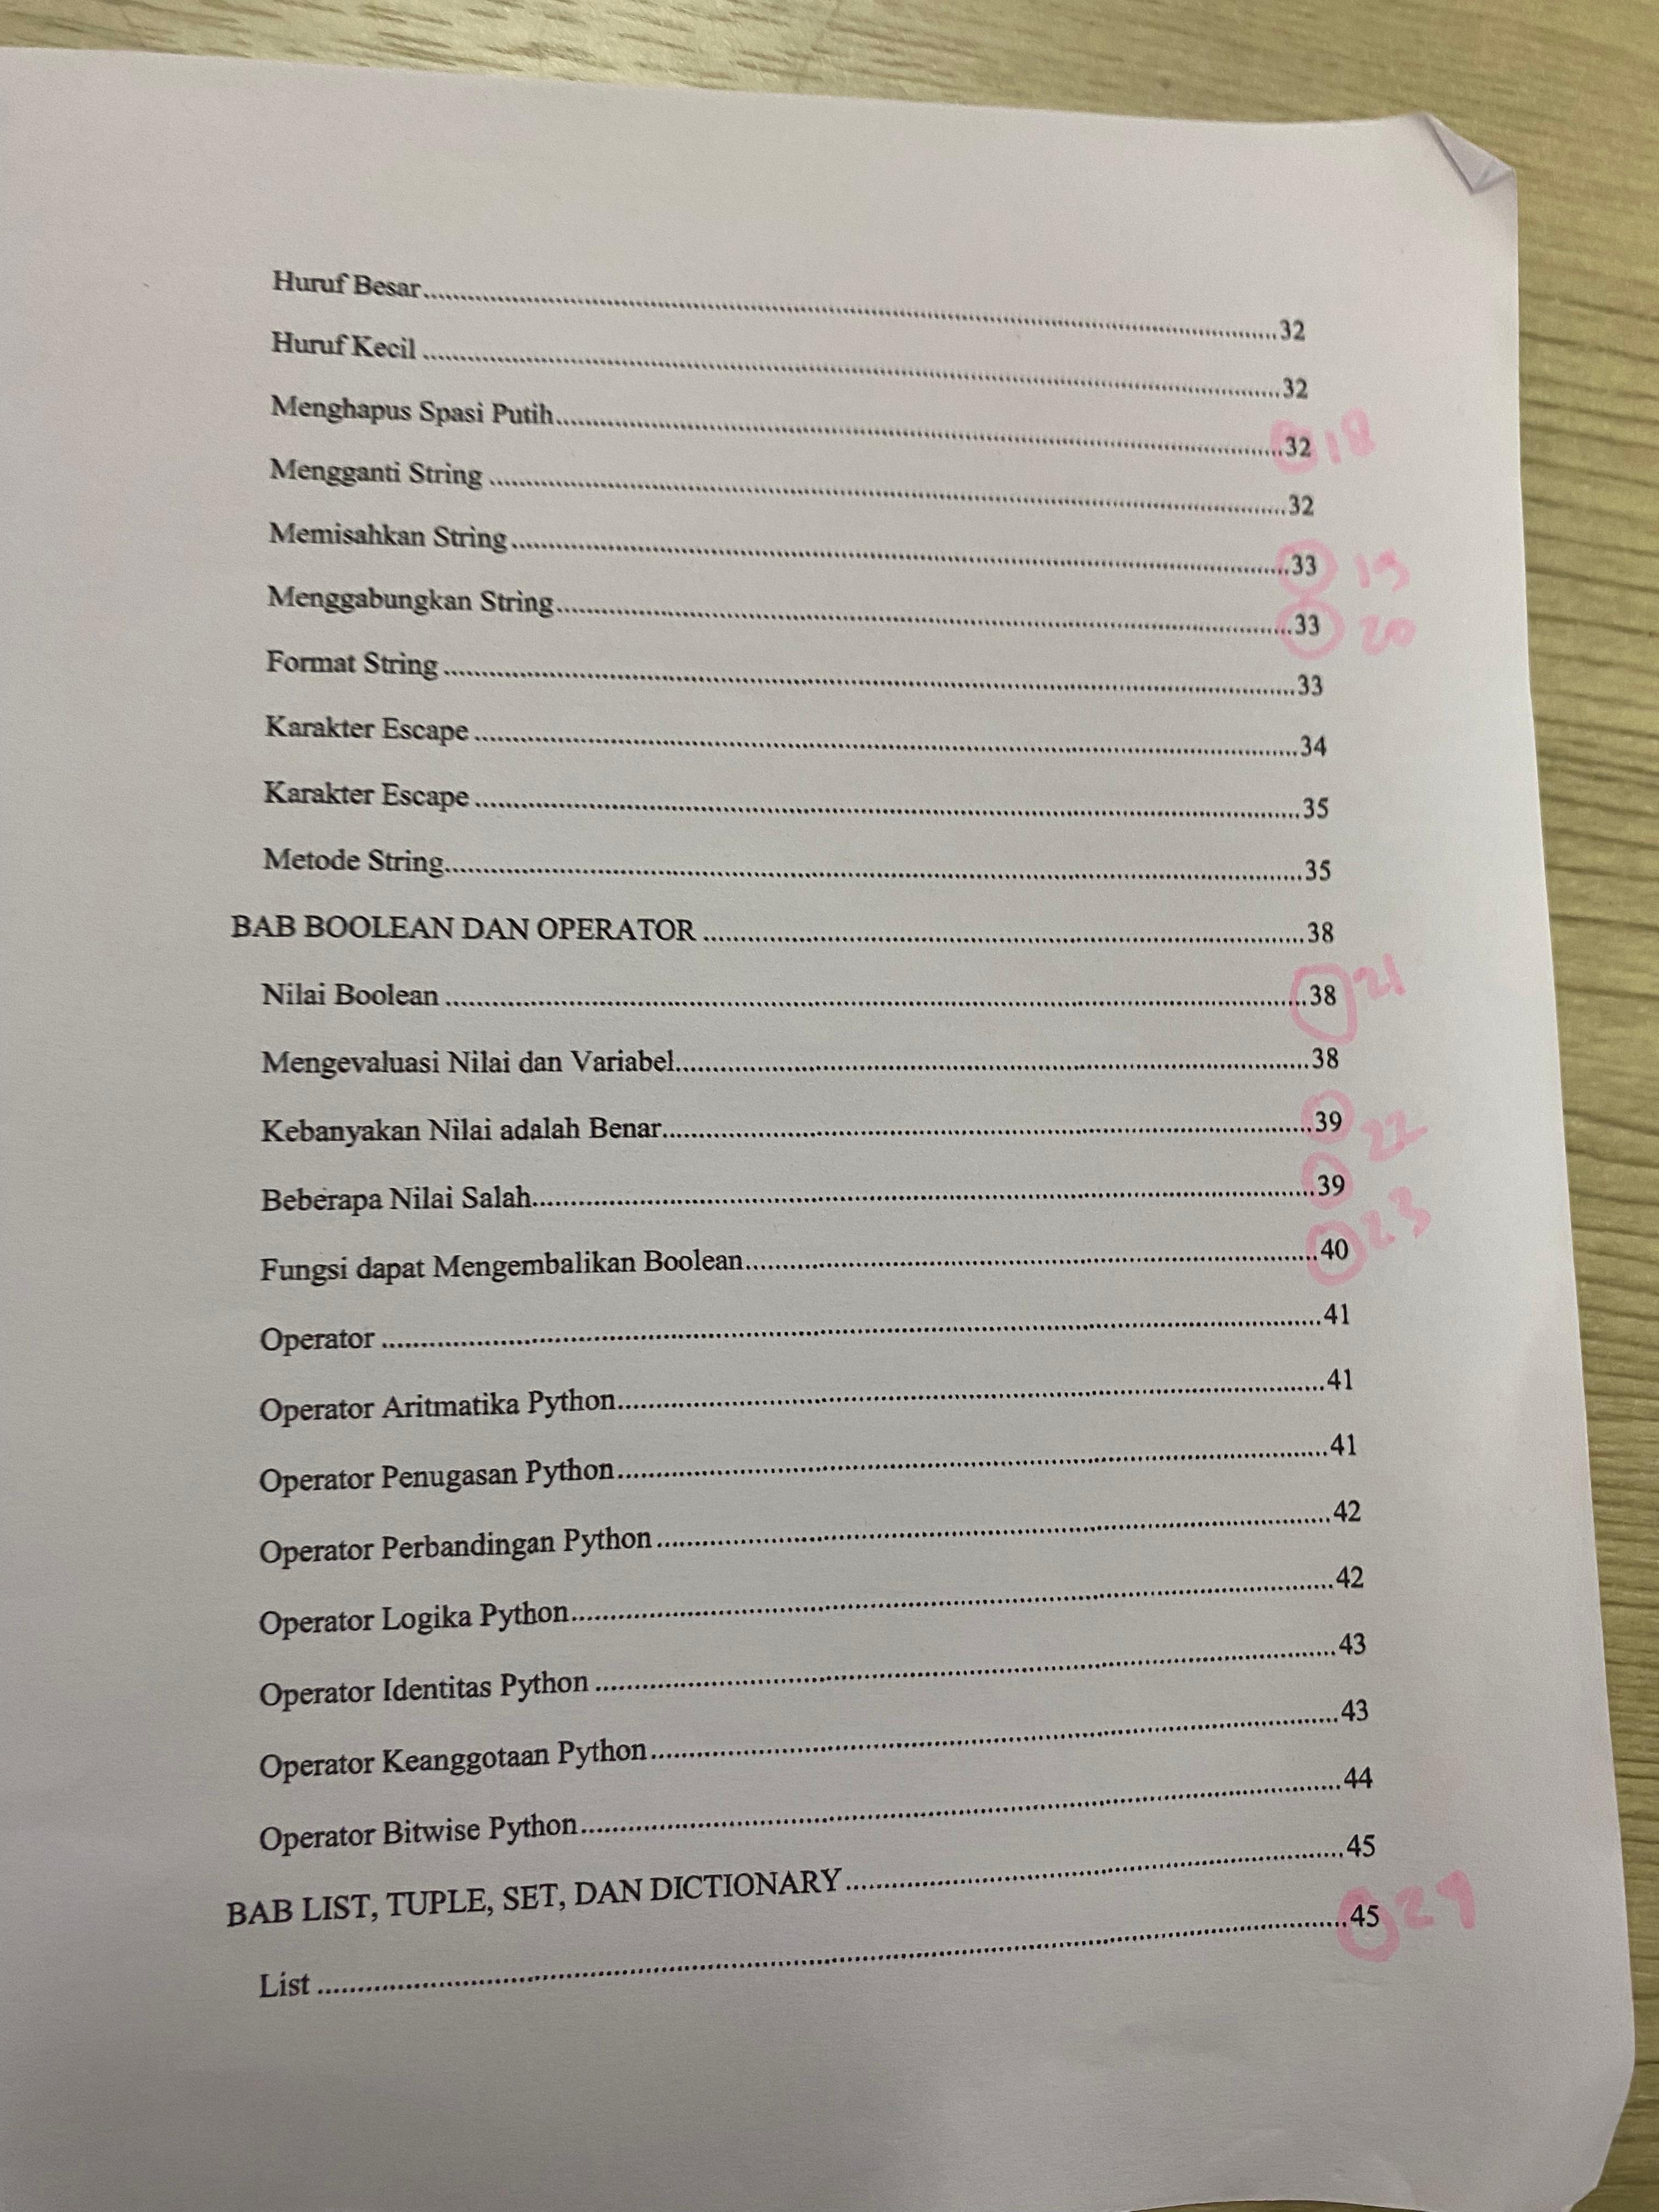 Huruf Besar....................32
Huruf Kecil ....................32
Menghapus Spasi Putih....................32 18
Mengganti String ....................32
Memisahkan String....................33 19
Menggabungkan String....................33 20
Format String ....................33
Karakter Escape ....................34
Karakter Escape ....................35
Metode String....................35
BAB BOOLEAN DAN OPERATOR ....................38
Nilai Boolean ....................38 21
Mengevaluasi Nilai dan Variabel....................38
Kebanyakan Nilai adalah Benar....................39 22
Beberapa Nilai Salah....................39
Fungsi dapat Mengembalikan Boolean....................40 23
Operator ....................41
Operator Aritmatika Python....................41
Operator Penugasan Python....................41
Operator Perbandingan Python ....................42
Operator Logika Python....................42
Operator Identitas Python ....................43
Operator Keanggotaan Python....................43
Operator Bitwise Python....................44
BAB LIST, TUPLE, SET, DAN DICTIONARY ....................45
List ....................45